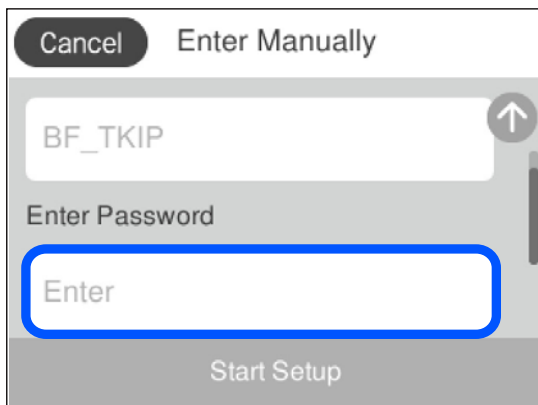 Cancel Enter Manually
BF_TKIP
Enter Password
Enter
Start Setup